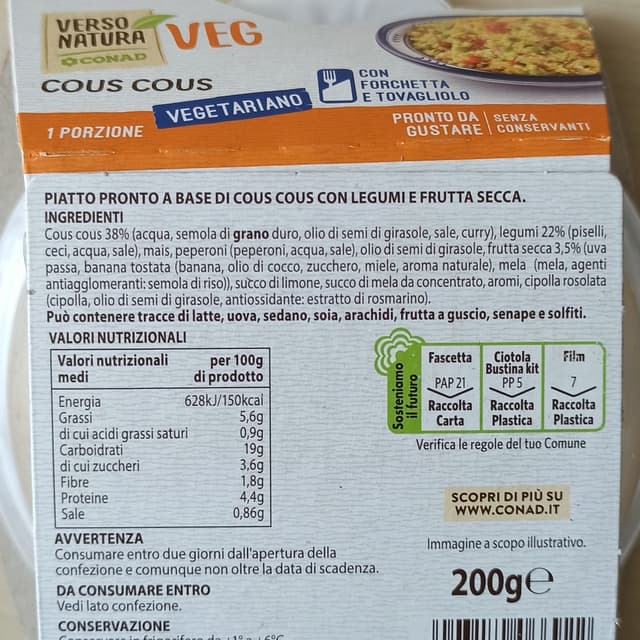 VERSO
NATURA
CONAD
VEG
COUS COUS
VEGETARIANO
CON
FORCHETTA
E TOVAGLIOLO
1 PORZIONE
PRONTO DA
GUSTARE
SENZA
CONSERVANTI
PIATTO PRONTO A BASE DI COUS COUS CON LEGUMI E FRUTTA SECCA.
INGREDIENTI
Cous cous 38% (acqua, semola di grano duro, olio di semi di girasole, sale, curry), legumi 22% (piselli,
ceci, acqua, sale), mais, peperoni (peperoni, acqua, sale), olio di semi di girasole, frutta secca 3,5% (uva
passa, banana tostata (banana, olio di cocco, zucchero, miele, aroma naturale), mela (mela, agenti
antiagglomeranti: semola di riso)), succo di limone, succo di mela da concentrato, aromi, cipolla rosolata
(cipolla, olio di semi di girasole, antiossidante: estratto di rosmarino).
Può contenere tracce di latte, uova, sedano, soia, arachidi, frutta a guscio, senape e solfiti.
VALORI NUTRIZIONALI
Valori nutrizionali per 100g
medi di prodotto
Energia 628kJ/150kcal
Grassi 5,6g
di cui acidi grassi saturi 0,9g
Carboidrati 19g
di cui zuccheri 3,6g
Fibre 1,8g
Proteine 4,4g
Sale 0,86g
Sosteniamo
il futuro
Fascetta
PAP 21
Raccolta
Carta
Ciotola
Bustina kit
PP 5
Raccolta
Plastica
Film
7
Raccolta
Plastica
Verifica le regole del tuo Comune
SCOPRI DI PIÙ SU
WWW.CONAD.IT
AVVERTENZA
Consumare entro due giorni dall'apertura della
confezione e comunque non oltre la data di scadenza.
DA CONSUMARE ENTRO
Vedi lato confezione.
CONSERVAZIONE
Conservare in frigorifero da +1° a +6°C
Immagine a scopo illustrativo.
200g℮